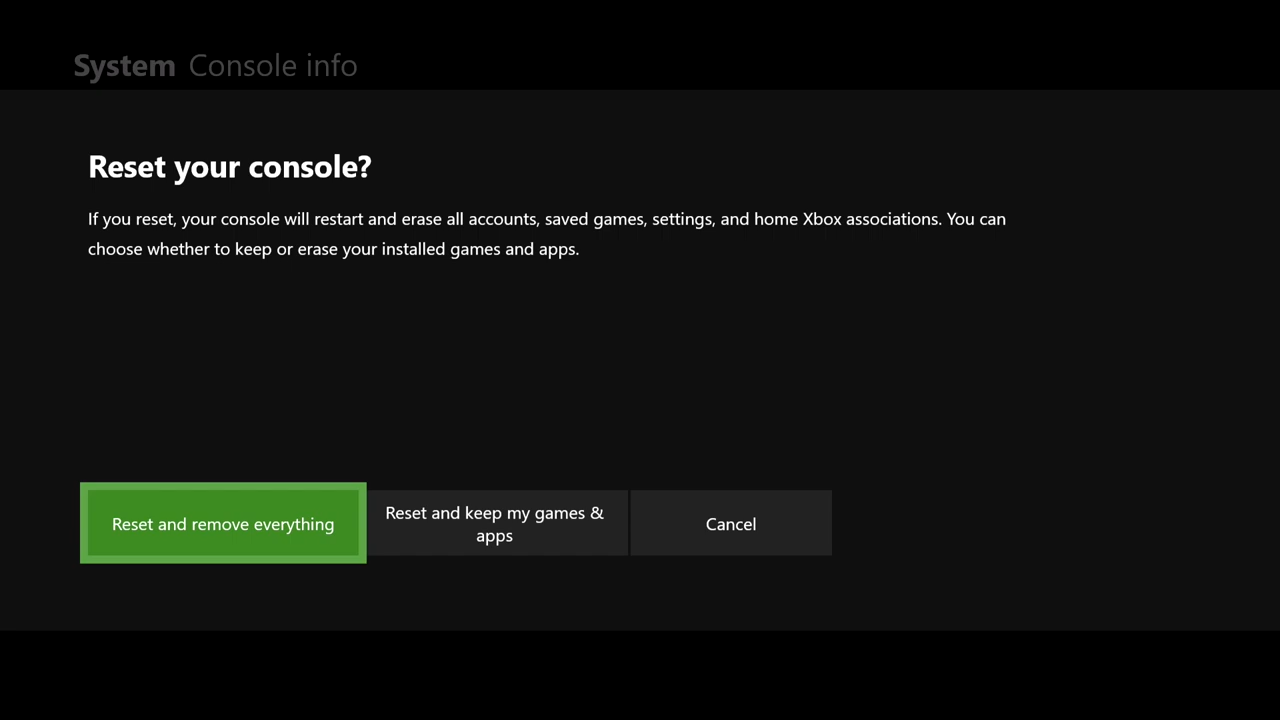 System Console info
Reset your console?
If you reset, your console will restart and erase all accounts, saved games, settings, and home Xbox associations. You can
choose whether to keep or erase your installed games and apps.
Reset and remove everything
Reset and keep my games &
apps
Cancel